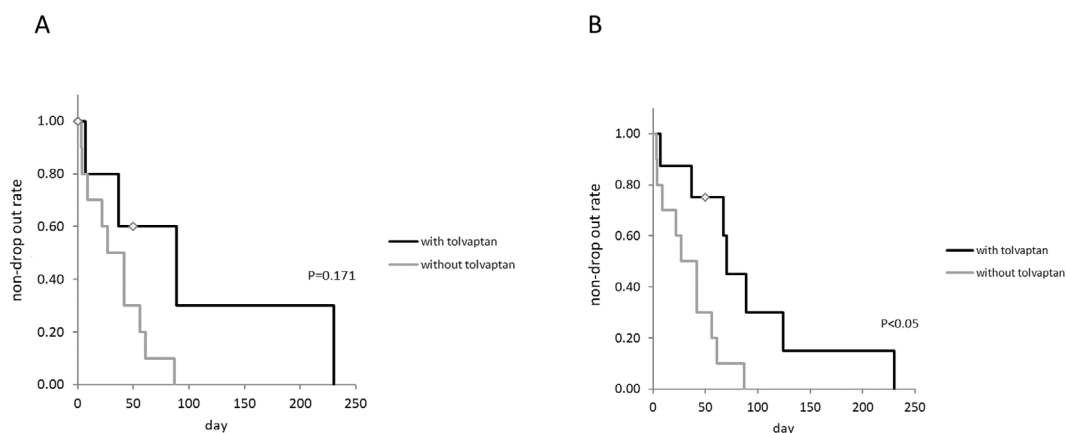 A
B
1.00
0.80
0.60
0.40
0.20
0.00
non-drop out rate
0
50
100
150
200
250
day
with tolvaptan
without tolvaptan
P=0.171
1.00
0.80
0.60
0.40
0.20
0.00
non-drop out rate
0
50
100
150
200
250
day
with tolvaptan
without tolvaptan
P<0.05